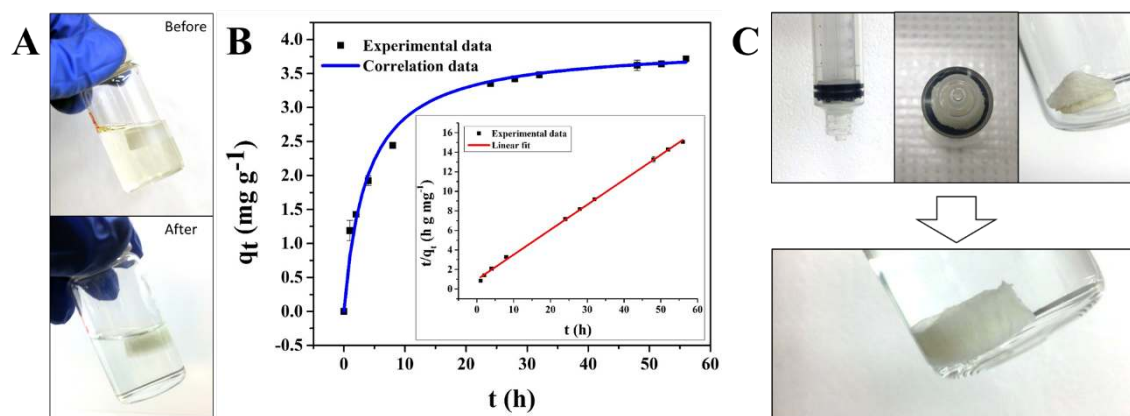 A
Before
After
B
4.0
3.5
3.0
2.5
2.0
1.5
1.0
0.5
0.0
-0.5
qt (mg g-1)
Experimental data
Correlation data
0
10
20
30
40
50
60
t (h)
16
14
12
10
8
6
4
2
0
t/qt (h g mg-1)
Experimental data
Linear fit
0
10
20
30
40
50
60
t (h)
C